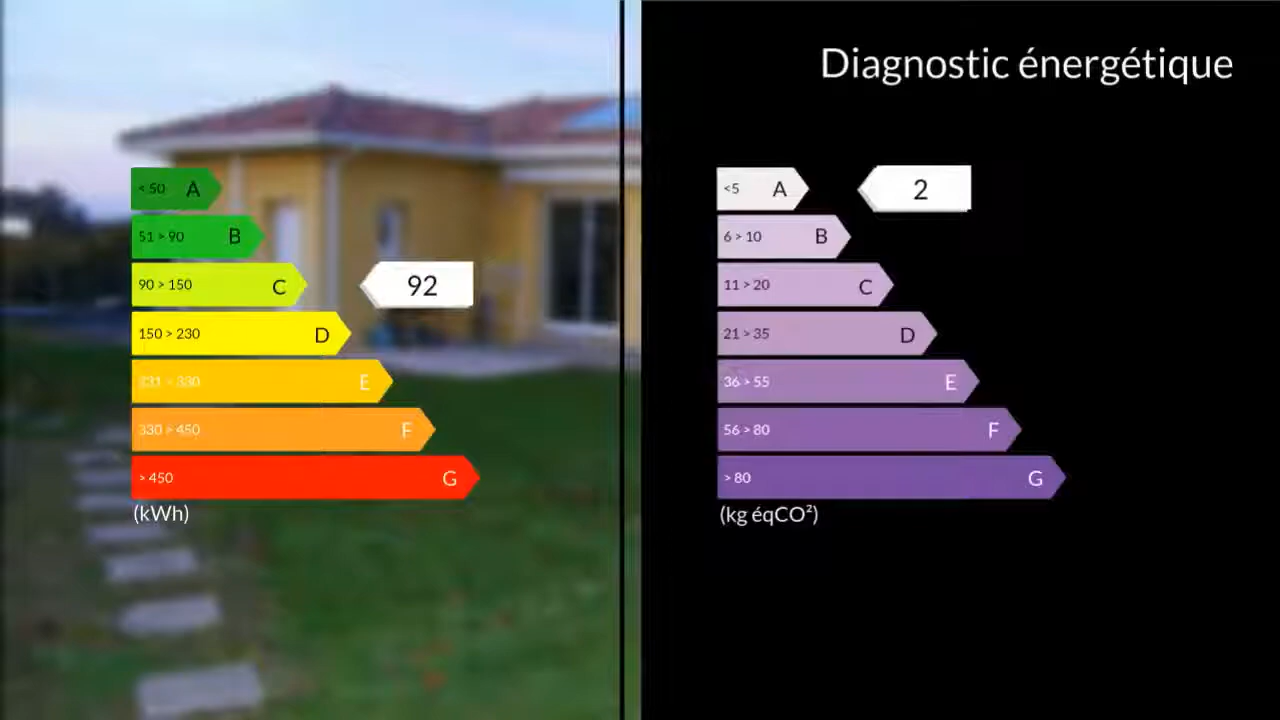 Diagnostic énergétique
< 50 A
51 > 90 B
90 > 150 C
92
150 > 230 D
331 > 330 E
330 > 450 F
> 450 G
(kWh)
<5 A
2
6 > 10 B
11 > 20 C
21 > 35 D
36 > 55 E
56 > 80 F
> 80 G
(kg éqCO²)